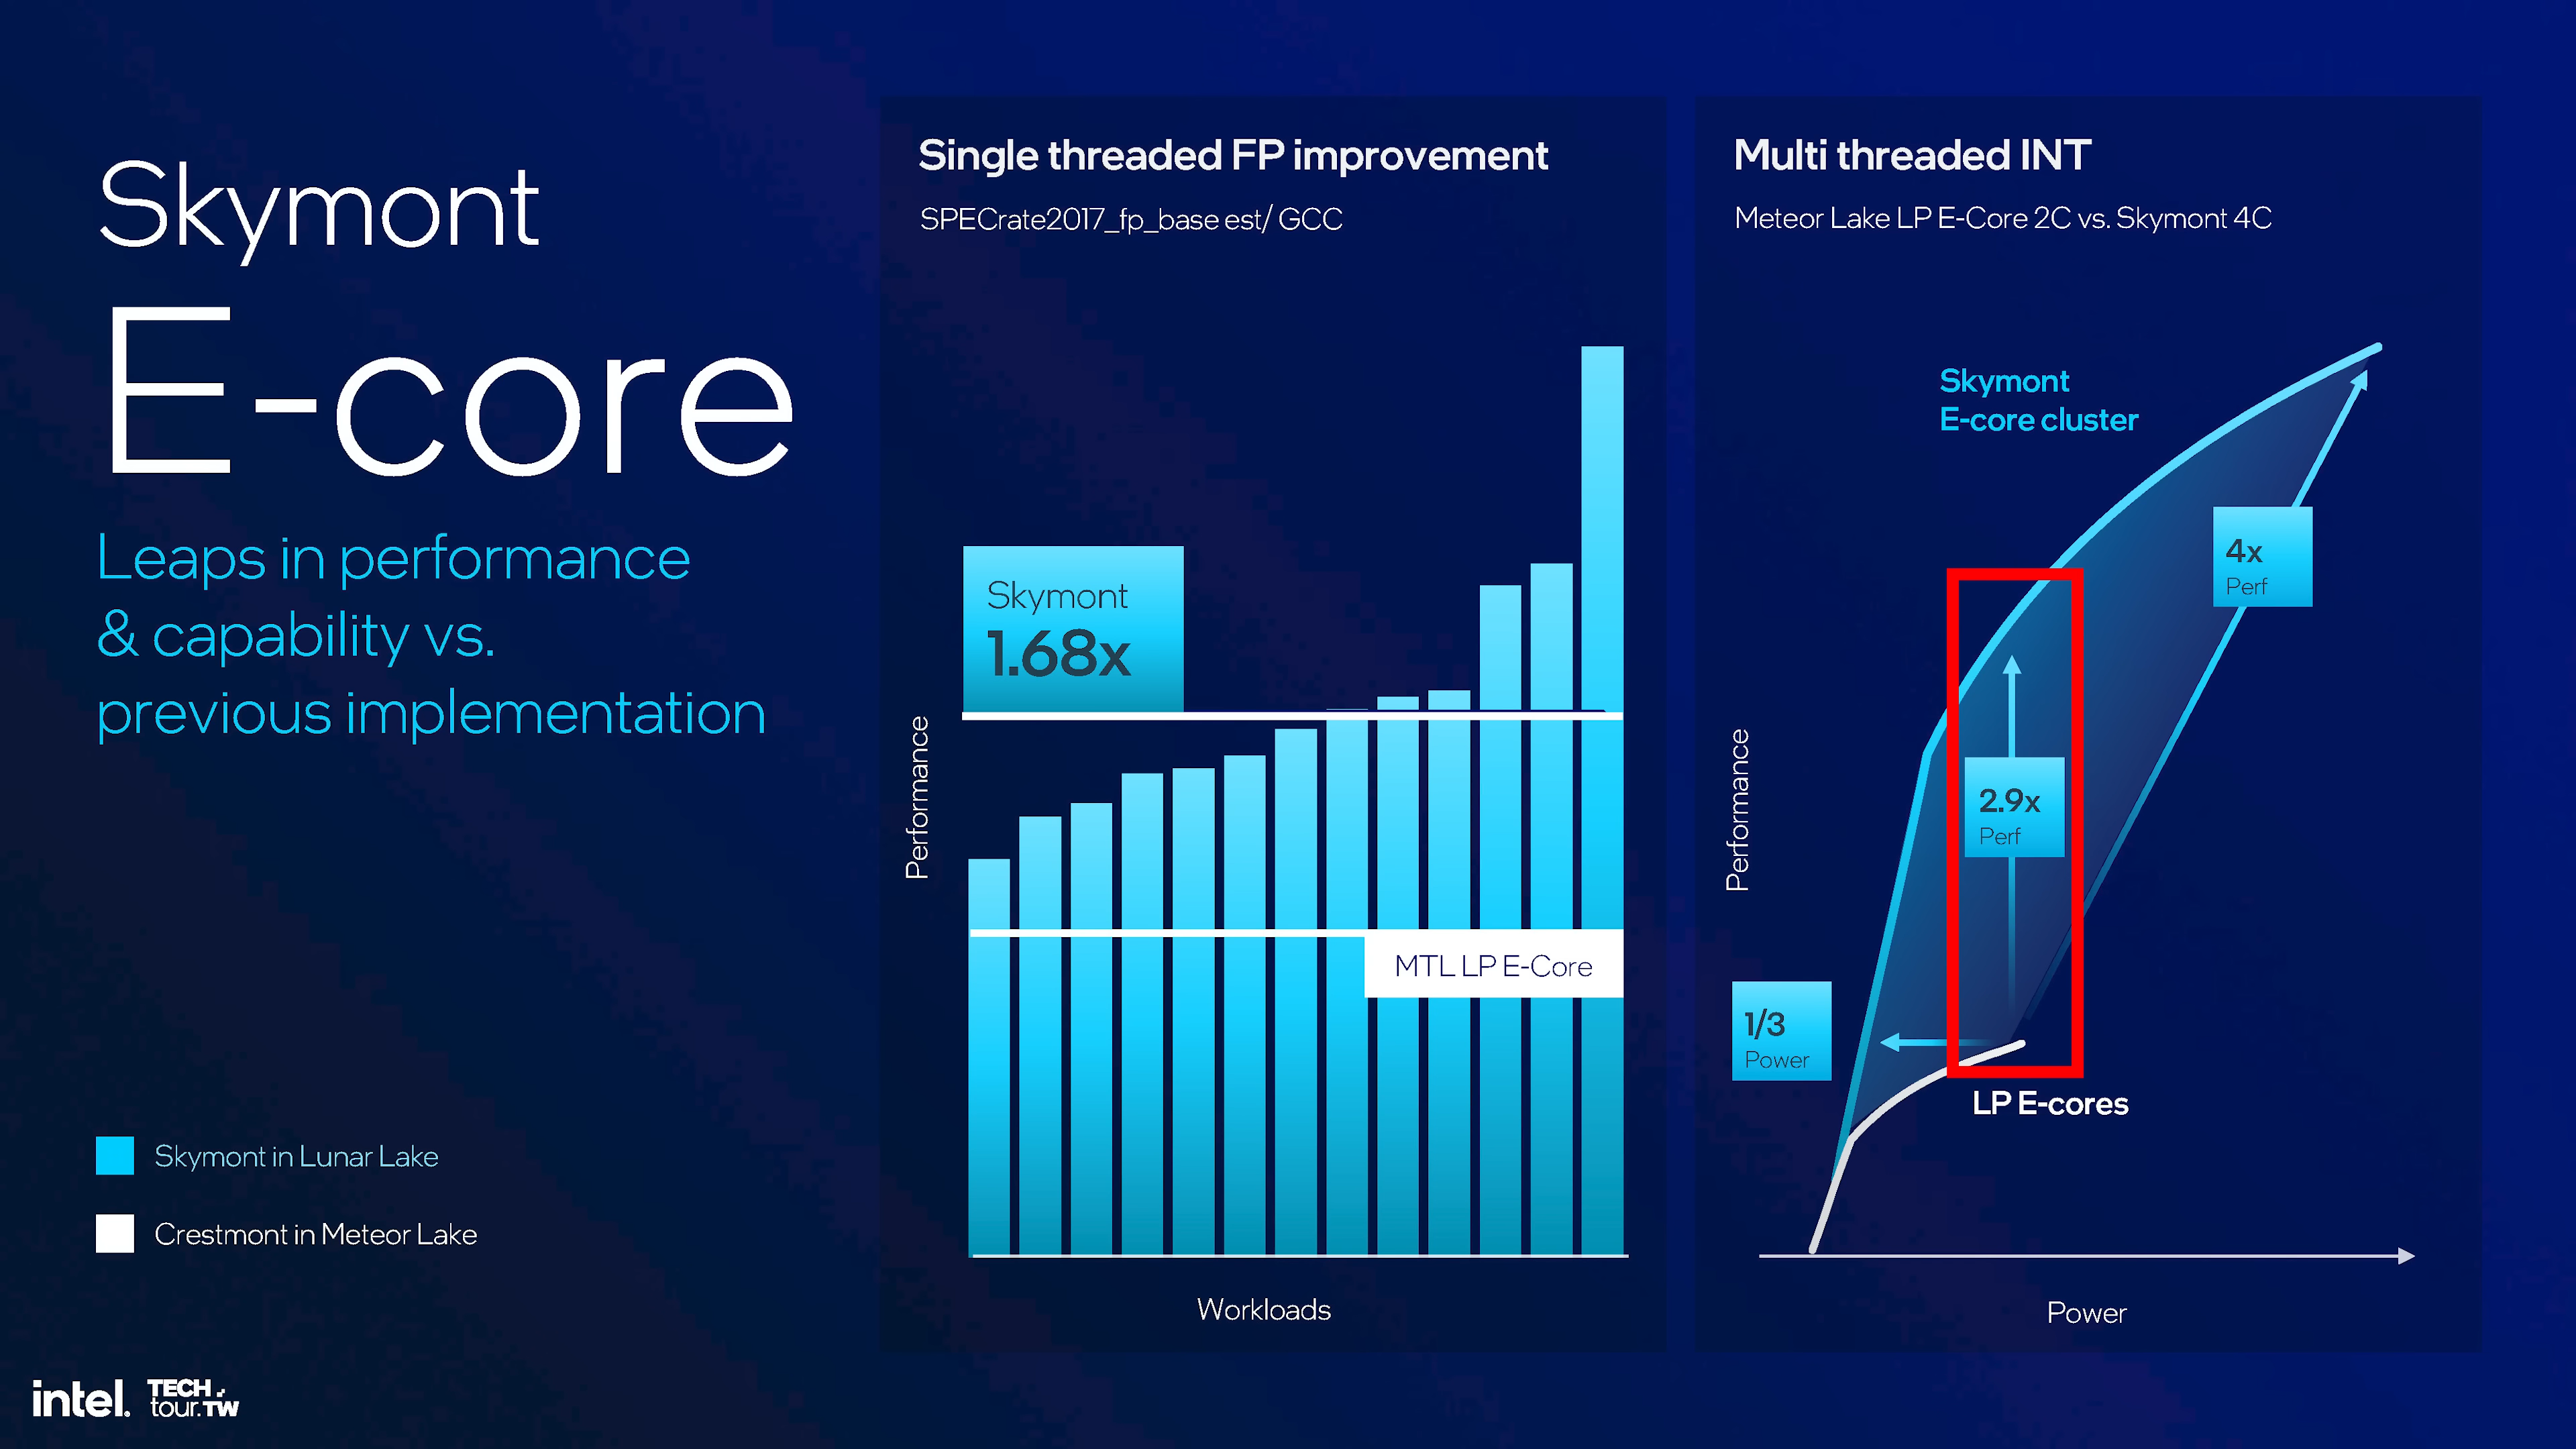 Skymont
E-core
Leaps in performance
& capability vs.
previous implementation
Skymont in Lunar Lake
Crestmont in Meteor Lake
intel. TECH
tour.TW
Single threaded FP improvement
SPECrate2017_fp_base est/ GCC
Performance
Skymont
1.68x
MTL LP E-Core
Workloads
Multi threaded INT
Meteor Lake LP E-Core 2C vs. Skymont 4C
Performance
Skymont
E-core cluster
4x
Perf
2.9x
Perf
1/3
Power
LP E-cores
Power